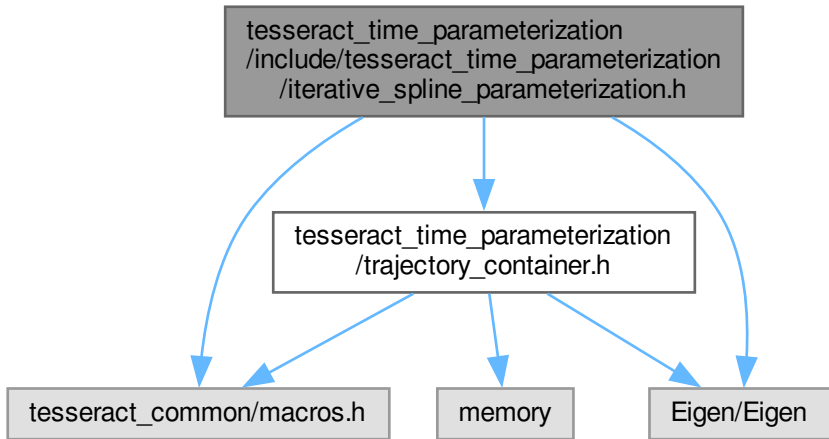 tesseract_time_parameterization
/include/tesseract_time_parameterization
/iterative_spline_parameterization.h
tesseract_time_parameterization
/trajectory_container.h
tesseract_common/macros.h
memory
Eigen/Eigen